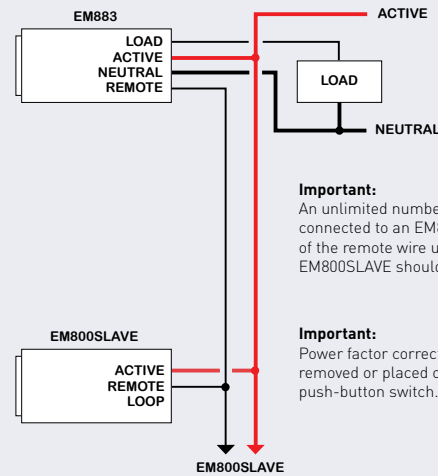 EM883
ACTIVE
LOAD
ACTIVE
NEUTRAL
REMOTE
LOAD
NEUTRAL
Important:
An unlimited numbe
connected to an EM8
of the remote wire u
EM800SLAVE should
EM800SLAVE
ACTIVE
REMOTE
LOOP
Important:
Power factor correct
removed or placed o
push-button switch.
EM800SLAVE